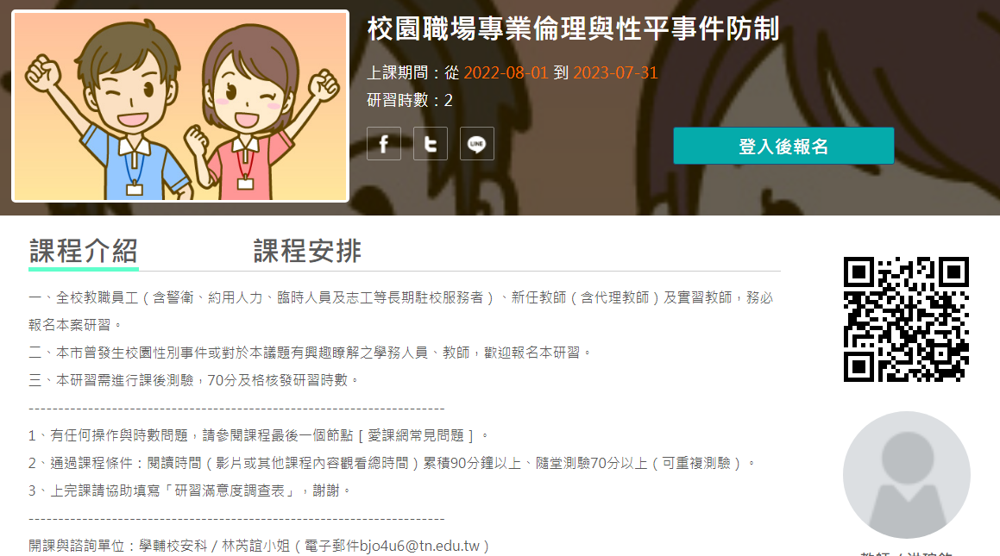 校園職場專業倫理與性平事件防制
上課期間：從 2022-08-01 到 2023-07-31
研習時數：2
f t LINE
登入後報名
課程介紹
課程安排
一、全校教職員工（含警衛、約用人力、臨時人員及志工等長期駐校服務者）、新任教師（含代理教師）及實習教師，務必
報名本案研習。
二、本市曾發生校園性別事件或對於本議題有興趣瞭解之學務人員、教師，歡迎報名本研習。
三、本研習需進行課後測驗，70分及格核發研習時數。
----------------------------------------------------------------------
1、有任何操作與時數問題，請參閱課程最後一個節點［愛課網常見問題］。
2、通過課程條件：閱讀時間（影片或其他課程內容觀看總時間）累積90分鐘以上、隨堂測驗70分以上（可重複測驗）。
3、上完課請協助填寫「研習滿意度調查表」，謝謝。
----------------------------------------------------------------------
開課與諮詢單位：學輔校安科 / 林芮誼小姐（電子郵件bjo4u6@tn.edu.tw）